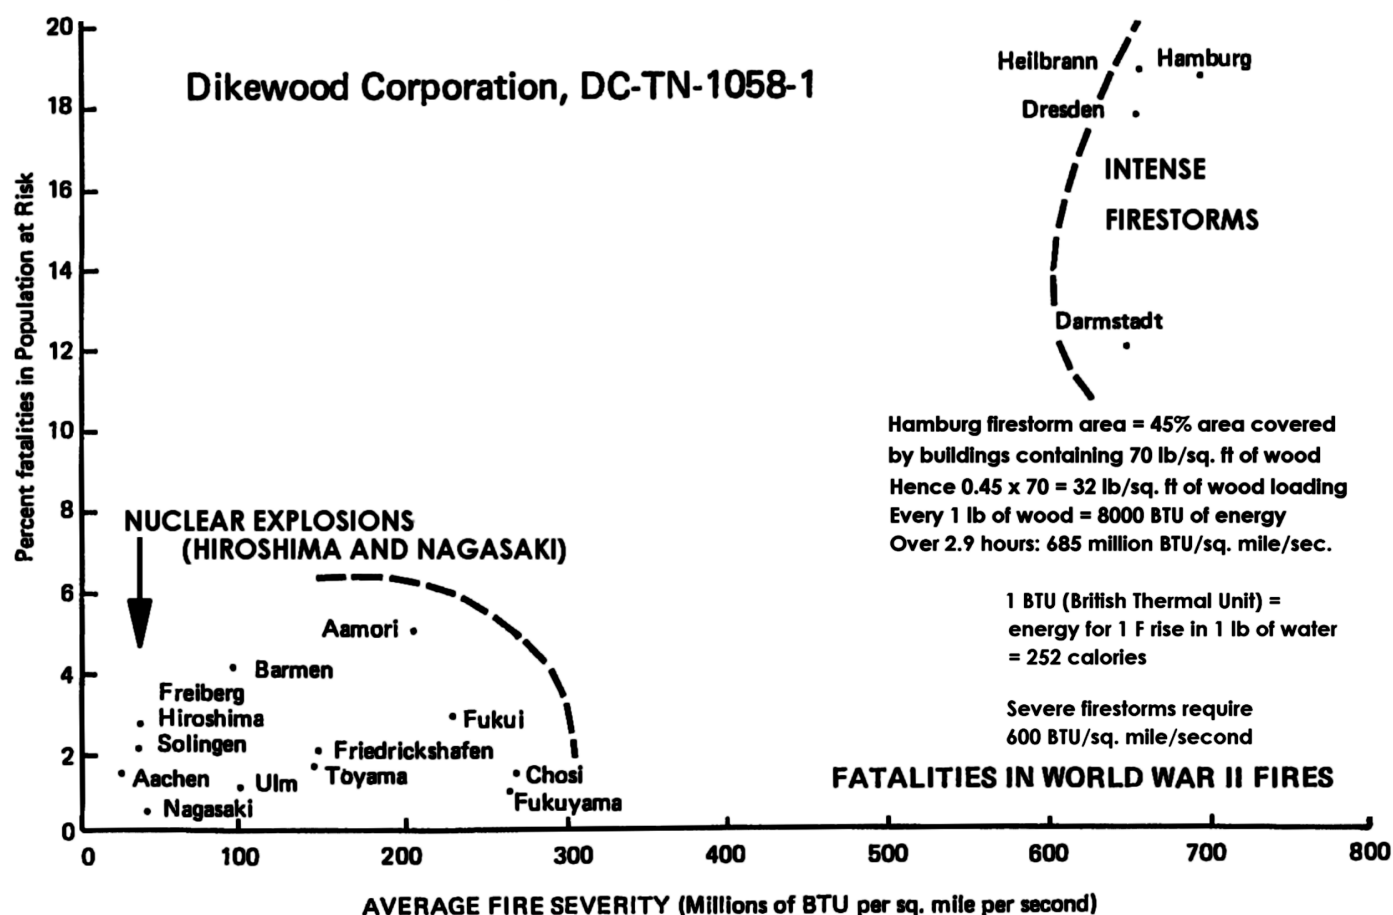 Dikewood Corporation, DC-TN-1058-1
Percent fatalities in Population at Risk
20
18
16
14
12
10
8
6
4
2
0
Heilbrann
Hamburg
Dresden
INTENSE
FIRESTORMS
Darmstadt
Hamburg firestorm area = 45% area covered
by buildings containing 70 lb/sq. ft of wood
Hence 0.45 x 70 = 32 lb/sq. ft of wood loading
Every 1 lb of wood = 8000 BTU of energy
Over 2.9 hours: 685 million BTU/sq. mile/sec.
NUCLEAR EXPLOSIONS
(HIROSHIMA AND NAGASAKI)
1 BTU (British Thermal Unit) =
energy for 1 F rise in 1 lb of water
= 252 calories
Aamori
Barmen
Freiberg
Hiroshima
Solingen
Aachen
Nagasaki
Ulm
Friedrickshafen
Toyama
Fukui
Chosi
Fukuyama
Severe firestorms require
600 BTU/sq. mile/second
FATALITIES IN WORLD WAR II FIRES
0 100 200 300 400 500 600 700 800
AVERAGE FIRE SEVERITY (Millions of BTU per sq. mile per second)